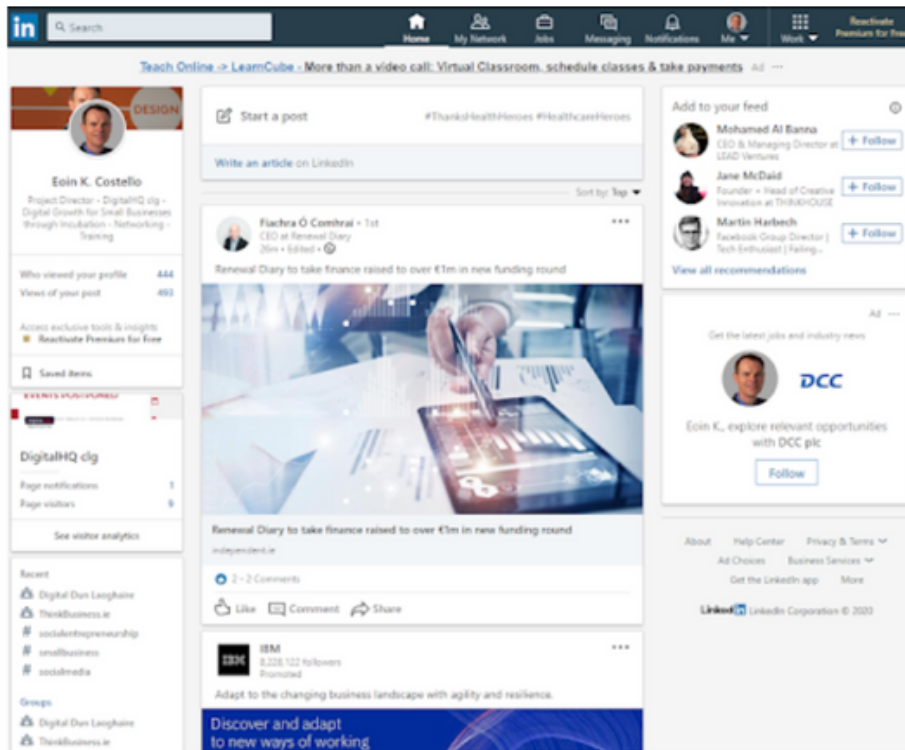 in
Search
Home
My Network
Jobs
Messaging
Notifications
Me
Work
Reactivate
Premium for Free
Teach Online -> LearnCube - More than a video call: Virtual Classroom, schedule classes & take payments Ad ...
DESIGN
Eoin K. Costello
Project Director - DigitalHQ clg -
Digital Growth for Small Businesses
through Incubation - Networking -
Training
Who viewed your profile 444
Views of your post 493
Access exclusive tools & insights
Reactivate Premium for Free
Saved items
EVENTS POSTPONED
DigitalHQ clg
Page notifications 1
Page visitors 9
See visitor analytics
Recent
Digital Dun Laoghaire
ThinkBusiness.ie
# socialentrepreneurship
# smallbusiness
# socialmedia
Groups
Digital Dun Laoghaire
ThinkBusiness.ie
Start a post #ThanksHealthHeroes #HealthcareHeroes
Write an article on LinkedIn
Sort by: Top
Fiachra Ó Comhraí • 1st
CEO at Renewal Diary
26m • Edited •
Renewal Diary to take finance raised to over €1m in new funding round
Renewal Diary to take finance raised to over €1m in new funding round
independent.ie
2 - 2 Comments
Like Comment Share
IBM
IBM
8,228,122 followers
Promoted
Adapt to the changing business landscape with agility and resilience.
Discover and adapt
to new ways of working
Add to your feed
Mohamed Al Banna
CEO & Managing Director at
LEAD Ventures
+ Follow
Jane McDaid
Founder + Head of Creative
Innovation at THINKHOUSE
+ Follow
Martin Harbech
Facebook Group Director |
Tech Enthusiast | Failing...
+ Follow
View all recommendations
Ad ...
Get the latest jobs and industry news
DCC
Eoin K., explore relevant opportunities
with DCC plc
Follow
About Help Center Privacy & Terms
Ad Choices Business Services
Get the LinkedIn app More
LinkedIn LinkedIn Corporation © 2020